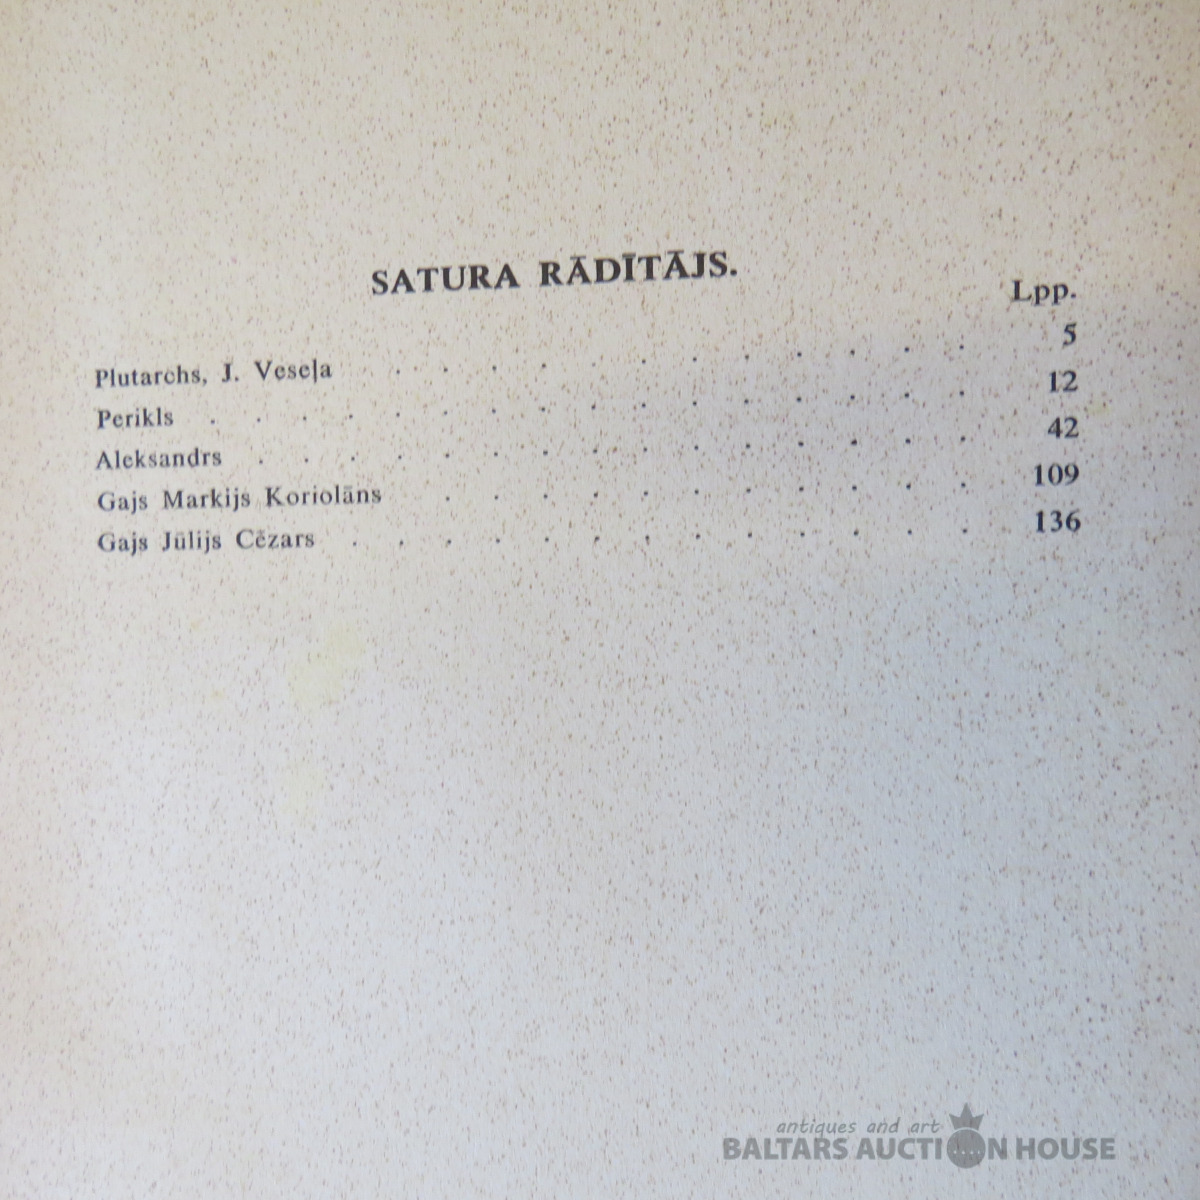 SATURA RĀDĪTĀJS.
Lpp.
Plutarchs, J. Veseļa . . . . . . . . . . . 5
Perikls . . . . . . . . . . . . . . . 12
Aleksandrs . . . . . . . . . . . . . . 42
Gajs Markijs Koriolāns . . . . . . . . . . 109
Gajs Jūlijs Cēzars . . . . . . . . . . . . 136
antiques and art
BALTARS AUCTION HOUSE